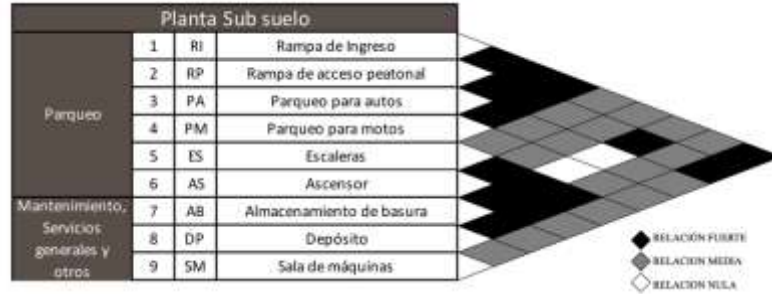 Planta Sub suelo
Parqueo
1 RI Rampa de Ingreso
2 RP Rampa de acceso peatonal
3 PA Parqueo para autos
4 PM Parqueo para motos
5 ES Escaleras
6 AS Ascensor
Mantenimiento,
Servicios
generales y
otros
7 AB Almacenamiento de basura
8 DP Depósito
9 SM Sala de máquinas
RELACIÓN FUERTE
RELACION MEDIA
RELACION NULA